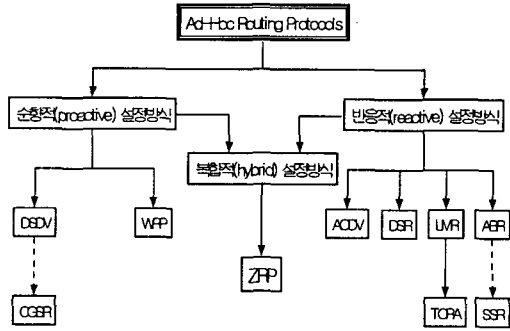 Ad-Hoc Routing Protocols
순향적(proactive) 설정방식
반응적(reactive) 설정방식
복합적(hybrid) 설정방식
DSDV
WRP
AODV
DSR
LMR
ABR
ZRP
CGSR
TORA
SSR